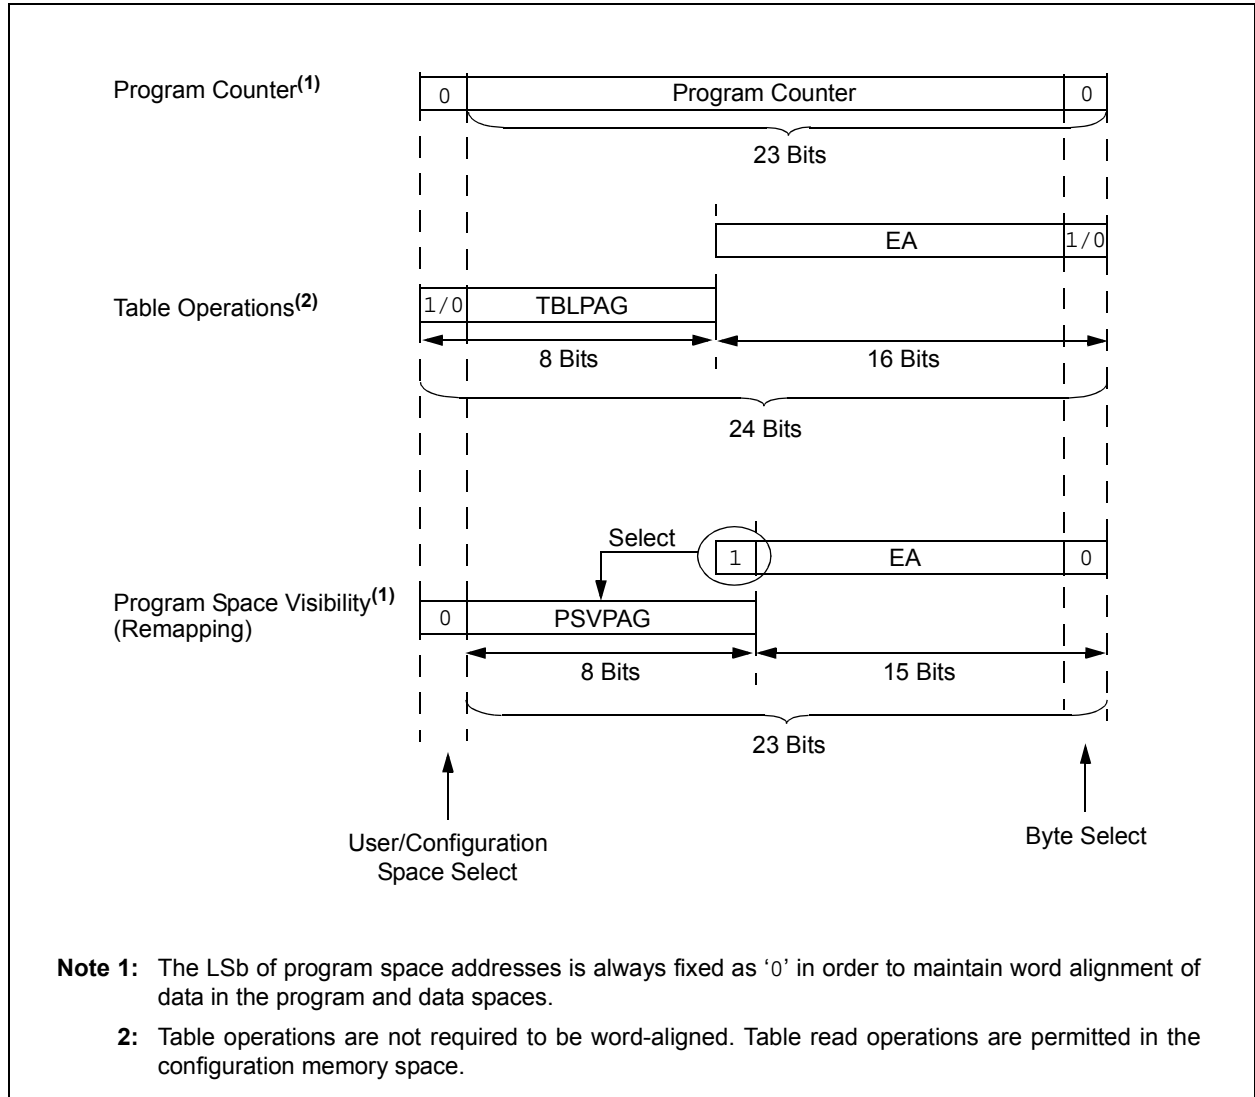 Program Counter(1)
0 Program Counter 0
23 Bits
EA 1/0
Table Operations(2)
1/0 TBLPAG
8 Bits 16 Bits
24 Bits
Select
1 EA 0
Program Space Visibility(1)
(Remapping)
0 PSVPAG
8 Bits 15 Bits
23 Bits
User/Configuration
Space Select
Byte Select
Note 1: The LSb of program space addresses is always fixed as ‘0’ in order to maintain word alignment of
data in the program and data spaces.
2: Table operations are not required to be word-aligned. Table read operations are permitted in the
configuration memory space.